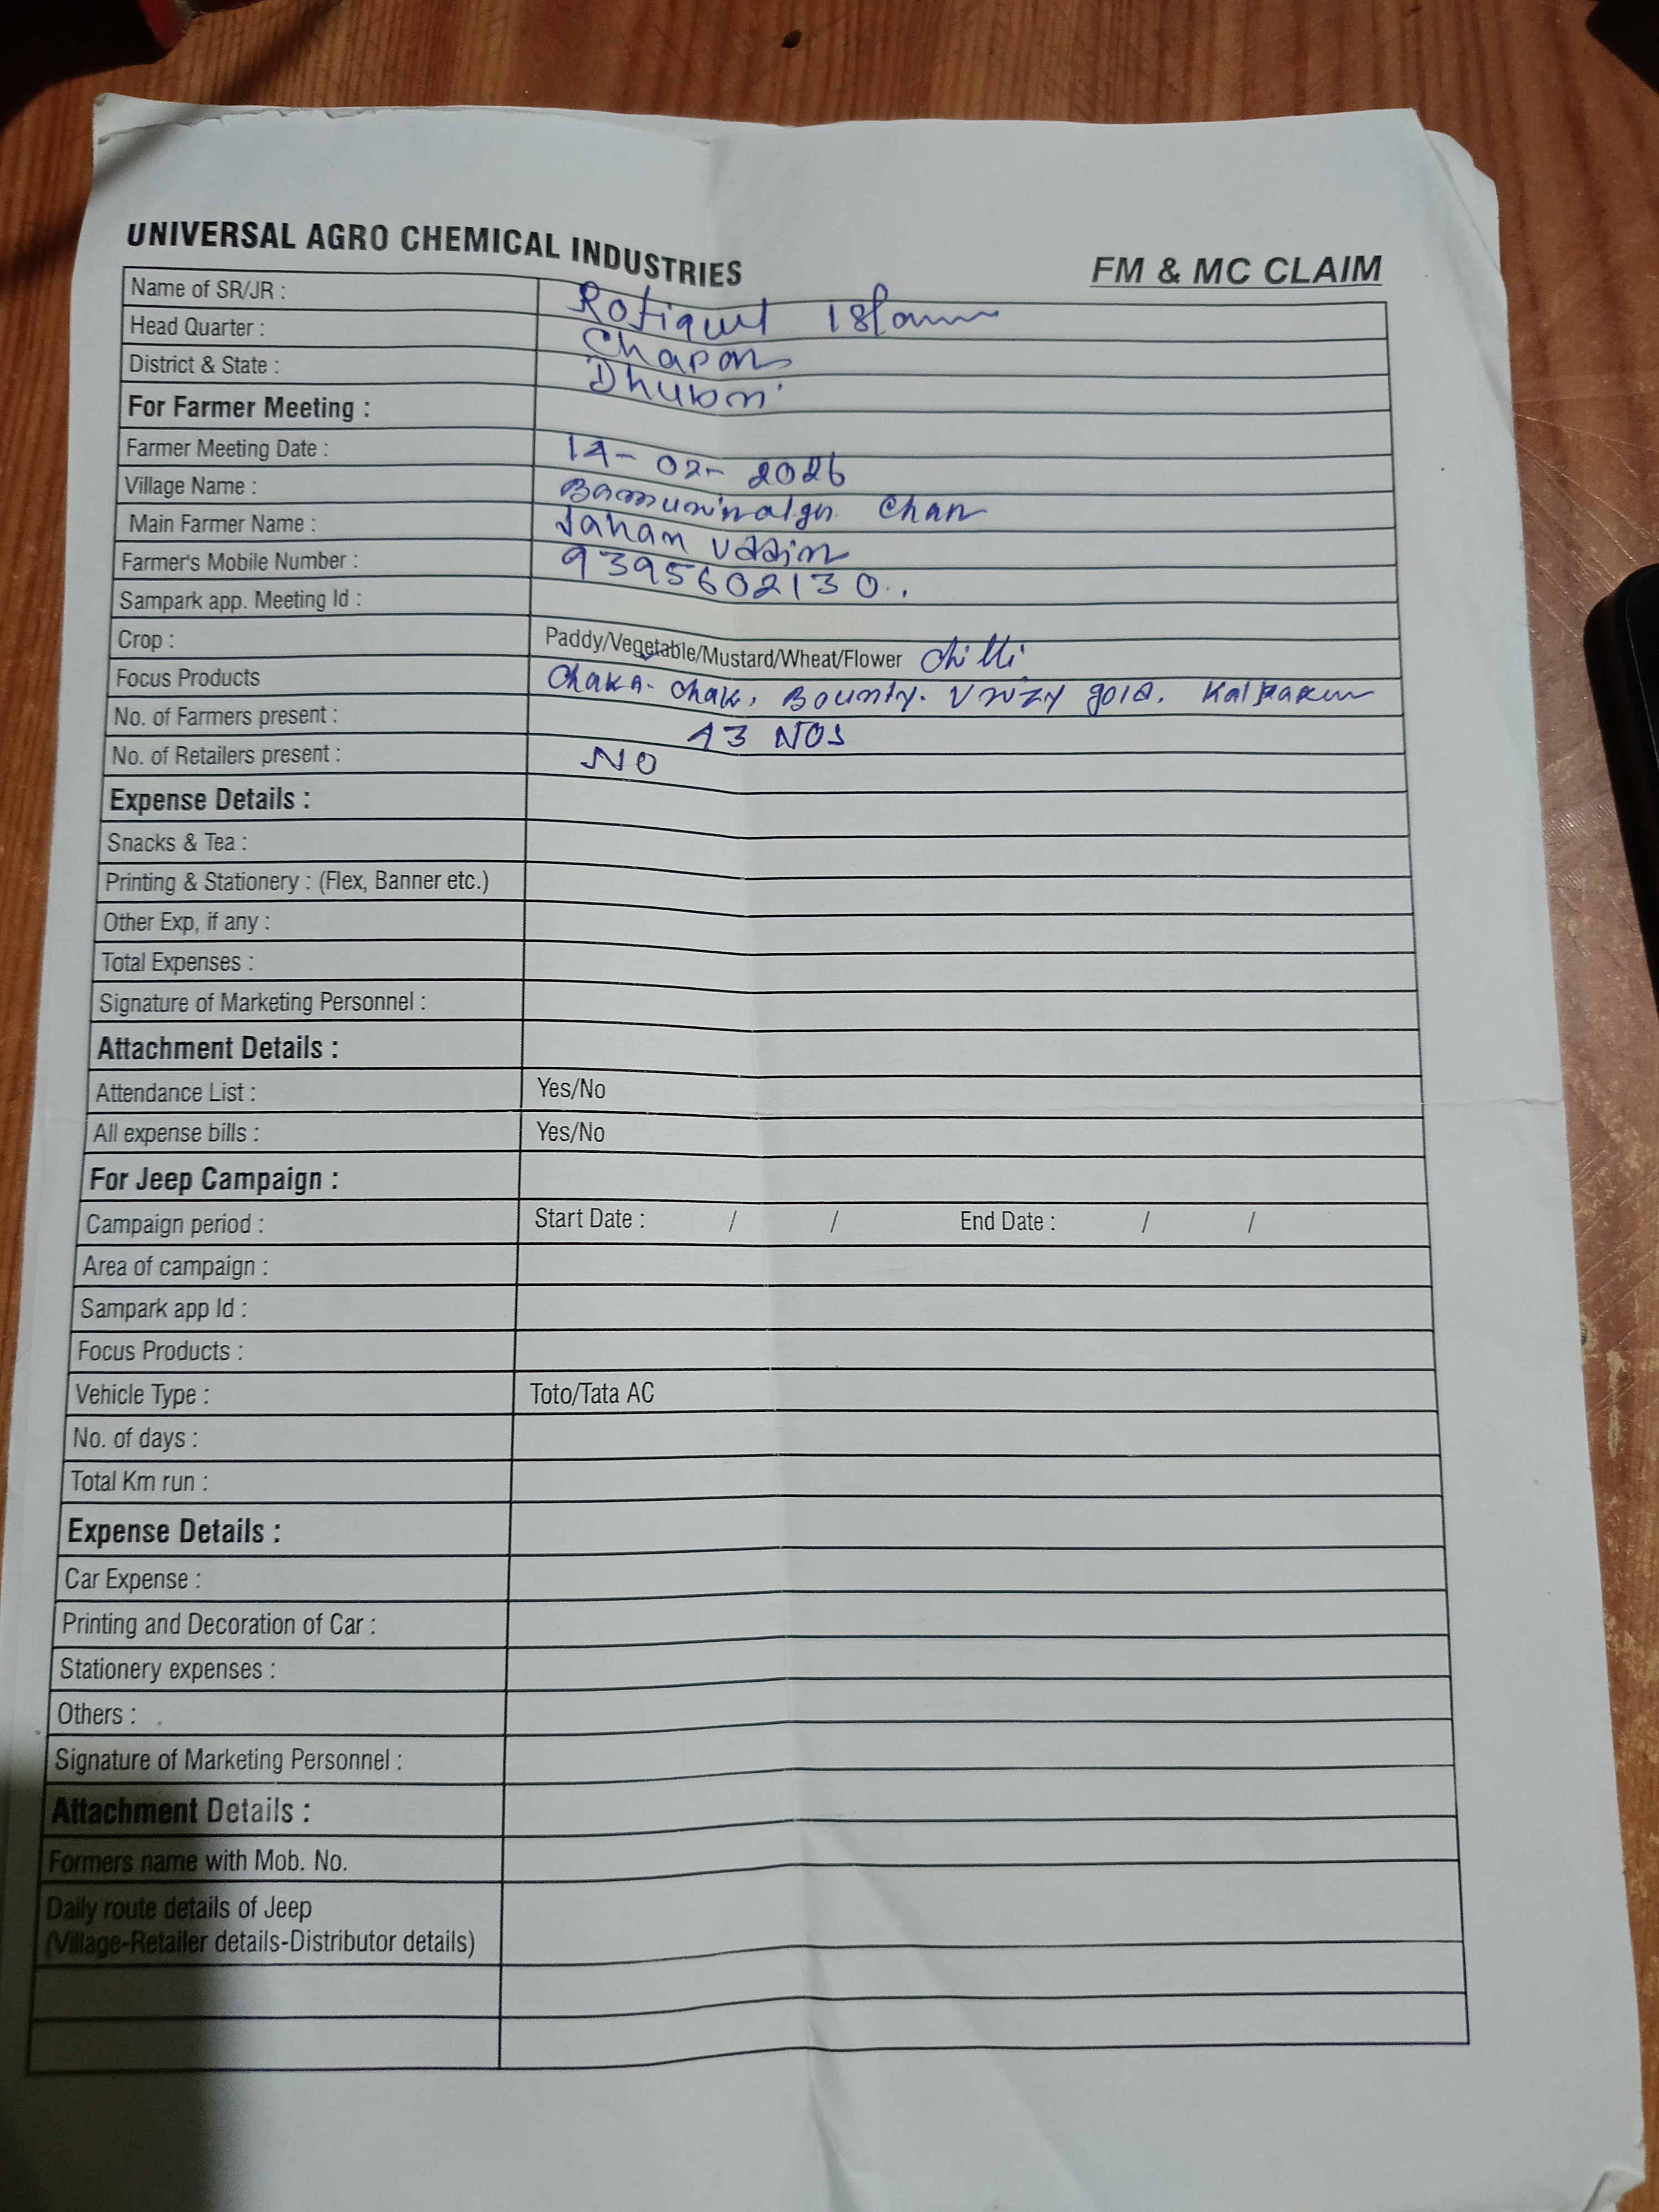 UNIVERSAL AGRO CHEMICAL INDUSTRIES
FM & MC CLAIM
Name of SR/JR : Rofiqul Islam
Head Quarter : Chapar
District & State : Dhubri
For Farmer Meeting :
Farmer Meeting Date : 14-02-2026
Village Name : Char
Main Farmer Name : Jahan Uddin
Farmer's Mobile Number : 9395602130
Sampark app. Meeting Id :
Crop : Paddy/Vegetable/Mustard/Wheat/Flower chilli
Focus Products Chaka-chak, Bounty. gold.
No. of Farmers present : 13 NOS
No. of Retailers present : NO
Expense Details :
Snacks & Tea :
Printing & Stationery : (Flex, Banner etc.)
Other Exp, if any :
Total Expenses :
Signature of Marketing Personnel :
Attachment Details :
Attendance List : Yes/No
All expense bills : Yes/No
For Jeep Campaign :
Campaign period : Start Date : / / End Date : / /
Area of campaign :
Sampark app Id :
Focus Products :
Vehicle Type : Toto/Tata AC
No. of days :
Total Km run :
Expense Details :
Car Expense :
Printing and Decoration of Car :
Stationery expenses :
Others :
Signature of Marketing Personnel :
Attachment Details :
Formers name with Mob. No.
Daily route details of Jeep
(Village-Retailer details-Distributor details)